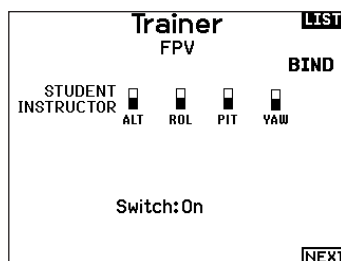 Trainer
LIST
FPV
BIND
STUDENT
INSTRUCTOR
ALT ROL PIT YAW
Switch:On
NEXT